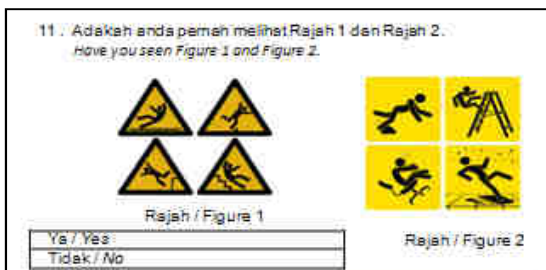 11. Adakah anda pernah melihat Rajah 1 dan Rajah 2.
Have you seen Figure 1 and Figure 2.
Rajah / Figure 1
Rajah / Figure 2
Ya / Yes
Tidak / No